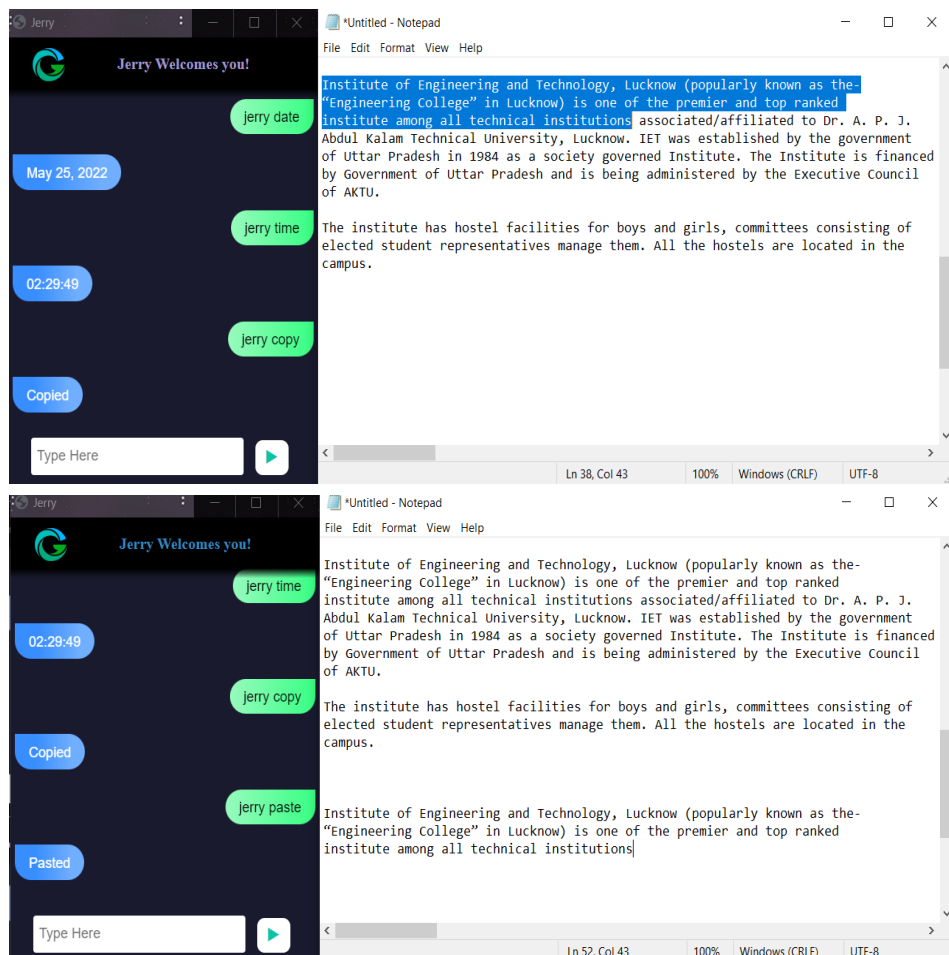 Jerry
Jerry Welcomes you!
jerry date
May 25, 2022
jerry time
02:29:49
jerry copy
Copied
Type Here
*Untitled - Notepad
File Edit Format View Help
Institute of Engineering and Technology, Lucknow (popularly known as the-
“Engineering College” in Lucknow) is one of the premier and top ranked
institute among all technical institutions associated/affiliated to Dr. A. P. J.
Abdul Kalam Technical University, Lucknow. IET was established by the government
of Uttar Pradesh in 1984 as a society governed Institute. The Institute is financed
by Government of Uttar Pradesh and is being administered by the Executive Council
of AKTU.
The institute has hostel facilities for boys and girls, committees consisting of
elected student representatives manage them. All the hostels are located in the
campus.
Ln 38, Col 43 100% Windows (CRLF) UTF-8
Jerry
Jerry Welcomes you!
jerry time
02:29:49
jerry copy
Copied
jerry paste
Pasted
Type Here
*Untitled - Notepad
File Edit Format View Help
Institute of Engineering and Technology, Lucknow (popularly known as the-
“Engineering College” in Lucknow) is one of the premier and top ranked
institute among all technical institutions associated/affiliated to Dr. A. P. J.
Abdul Kalam Technical University, Lucknow. IET was established by the government
of Uttar Pradesh in 1984 as a society governed Institute. The Institute is financed
by Government of Uttar Pradesh and is being administered by the Executive Council
of AKTU.
The institute has hostel facilities for boys and girls, committees consisting of
elected student representatives manage them. All the hostels are located in the
campus.
Institute of Engineering and Technology, Lucknow (popularly known as the-
“Engineering College” in Lucknow) is one of the premier and top ranked
institute among all technical institutions
Ln 52, Col 43 100% Windows (CRLF) UTF-8